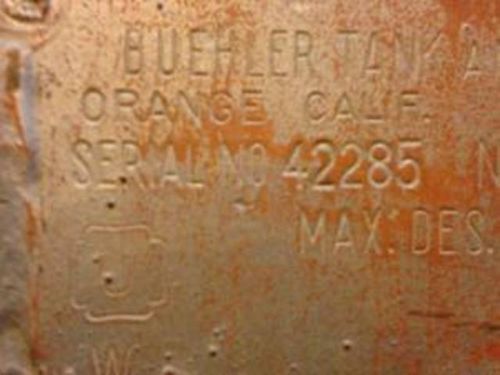 BUEHLER TANK
ORANGE CALIF.
SERIAL NO 42285 N
MAX. DES.
U
W